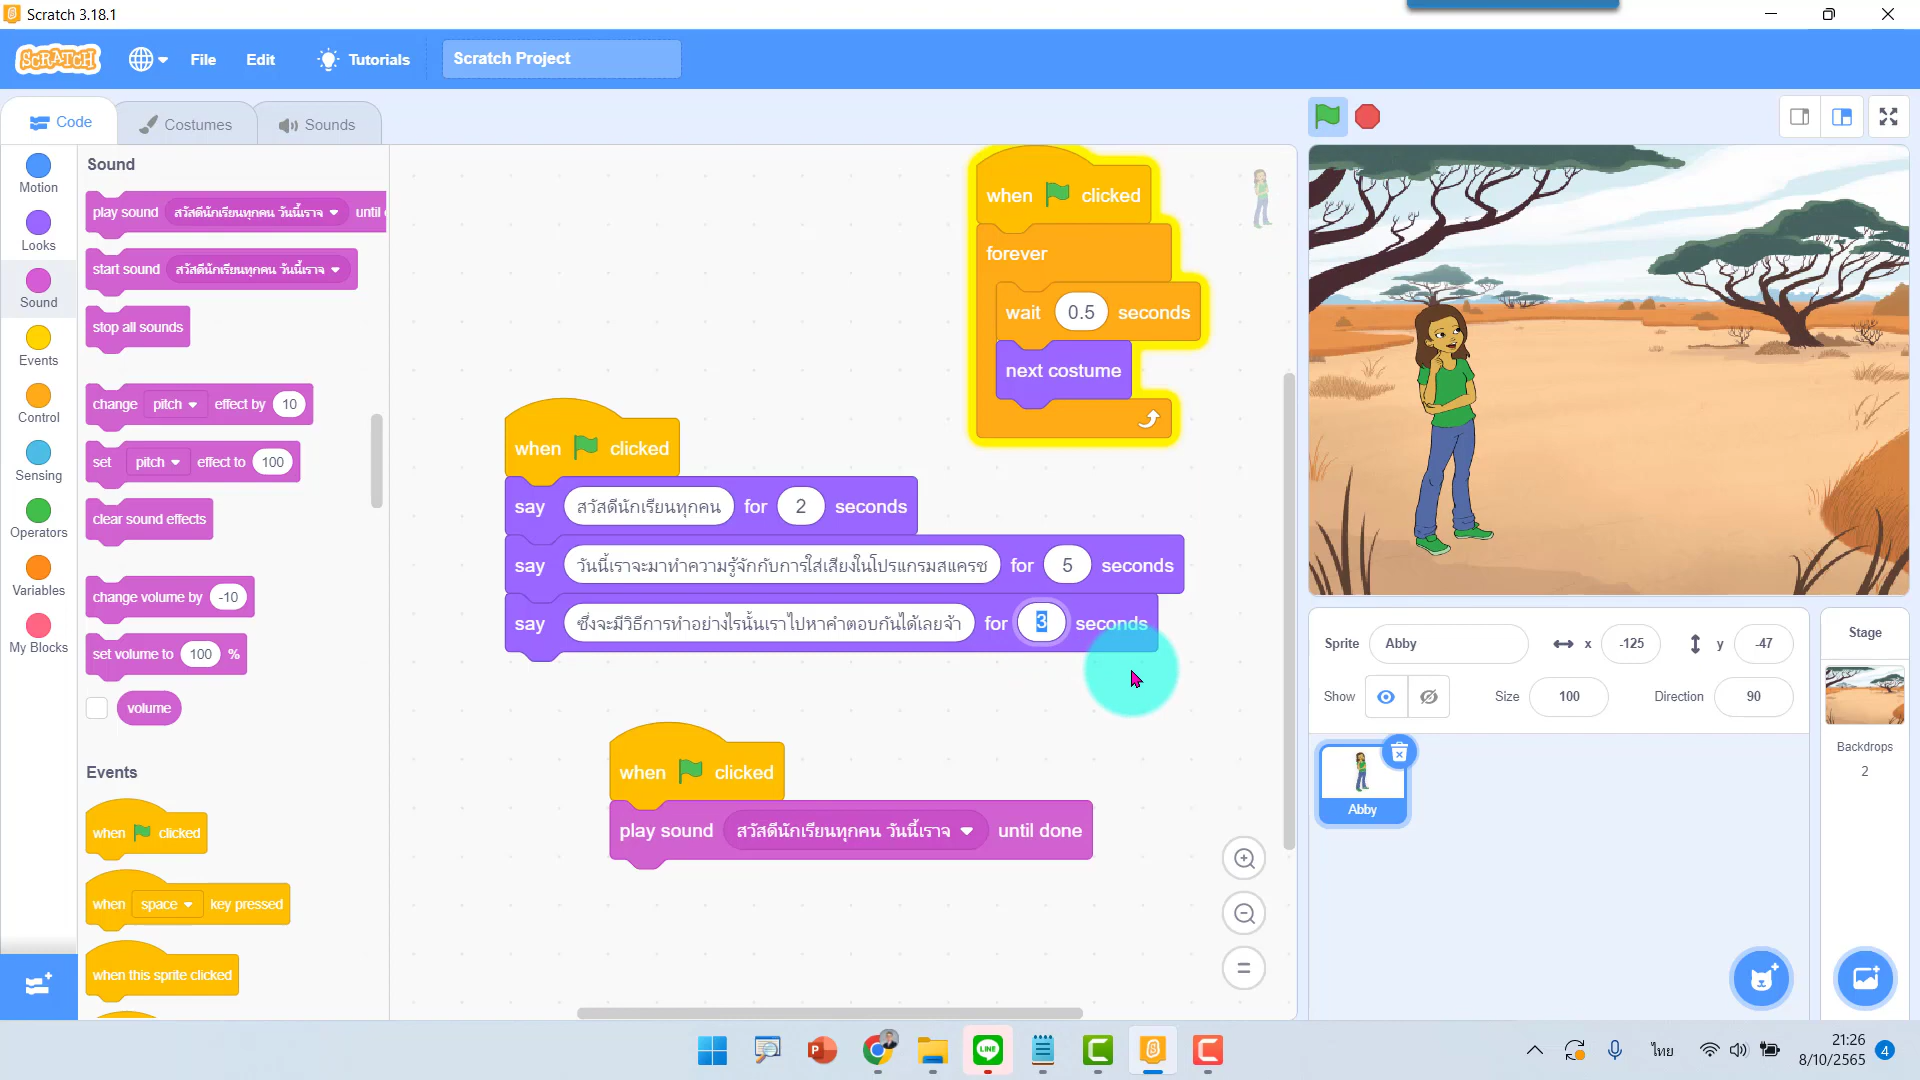 Scratch 3.18.1
SCRATCH
File
Edit
Tutorials
Scratch Project
Code
Costumes
Sounds
Motion
Looks
Sound
Events
Control
Sensing
Operators
Variables
My Blocks
Sound
play sound สวัสดีนักเรียนทุกคน วันนี้เราจ until
start sound สวัสดีนักเรียนทุกคน วันนี้เราจ
stop all sounds
change pitch effect by 10
set pitch effect to 100
clear sound effects
change volume by -10
set volume to 100 %
volume
Events
when clicked
when space key pressed
when this sprite clicked
when clicked
forever
wait 0.5 seconds
next costume
when clicked
say สวัสดีนักเรียนทุกคน for 2 seconds
say วันนี้เราจะมาทำความรู้จักกับการใส่เสียงในโปรแกรมสแครช for 5 seconds
say ซึ่งจะมีวิธีการทำอย่างไรนั้นเราไปหาคำตอบกันได้เลยจ้า for 3 seconds
when clicked
play sound สวัสดีนักเรียนทุกคน วันนี้เราจ until done
Sprite Abby x -125 y -47
Show Size 100 Direction 90
Abby
Stage
Backdrops
2
ไทย
21:26
8/10/2565
4